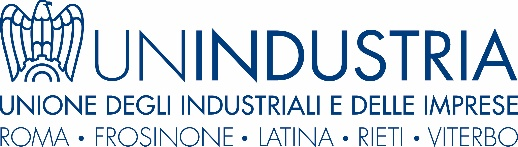 UNINDUSTRIA
UNIONE DEGLI INDUSTRIALI E DELLE IMPRESE
ROMA • FROSINONE • LATINA • RIETI • VITERBO